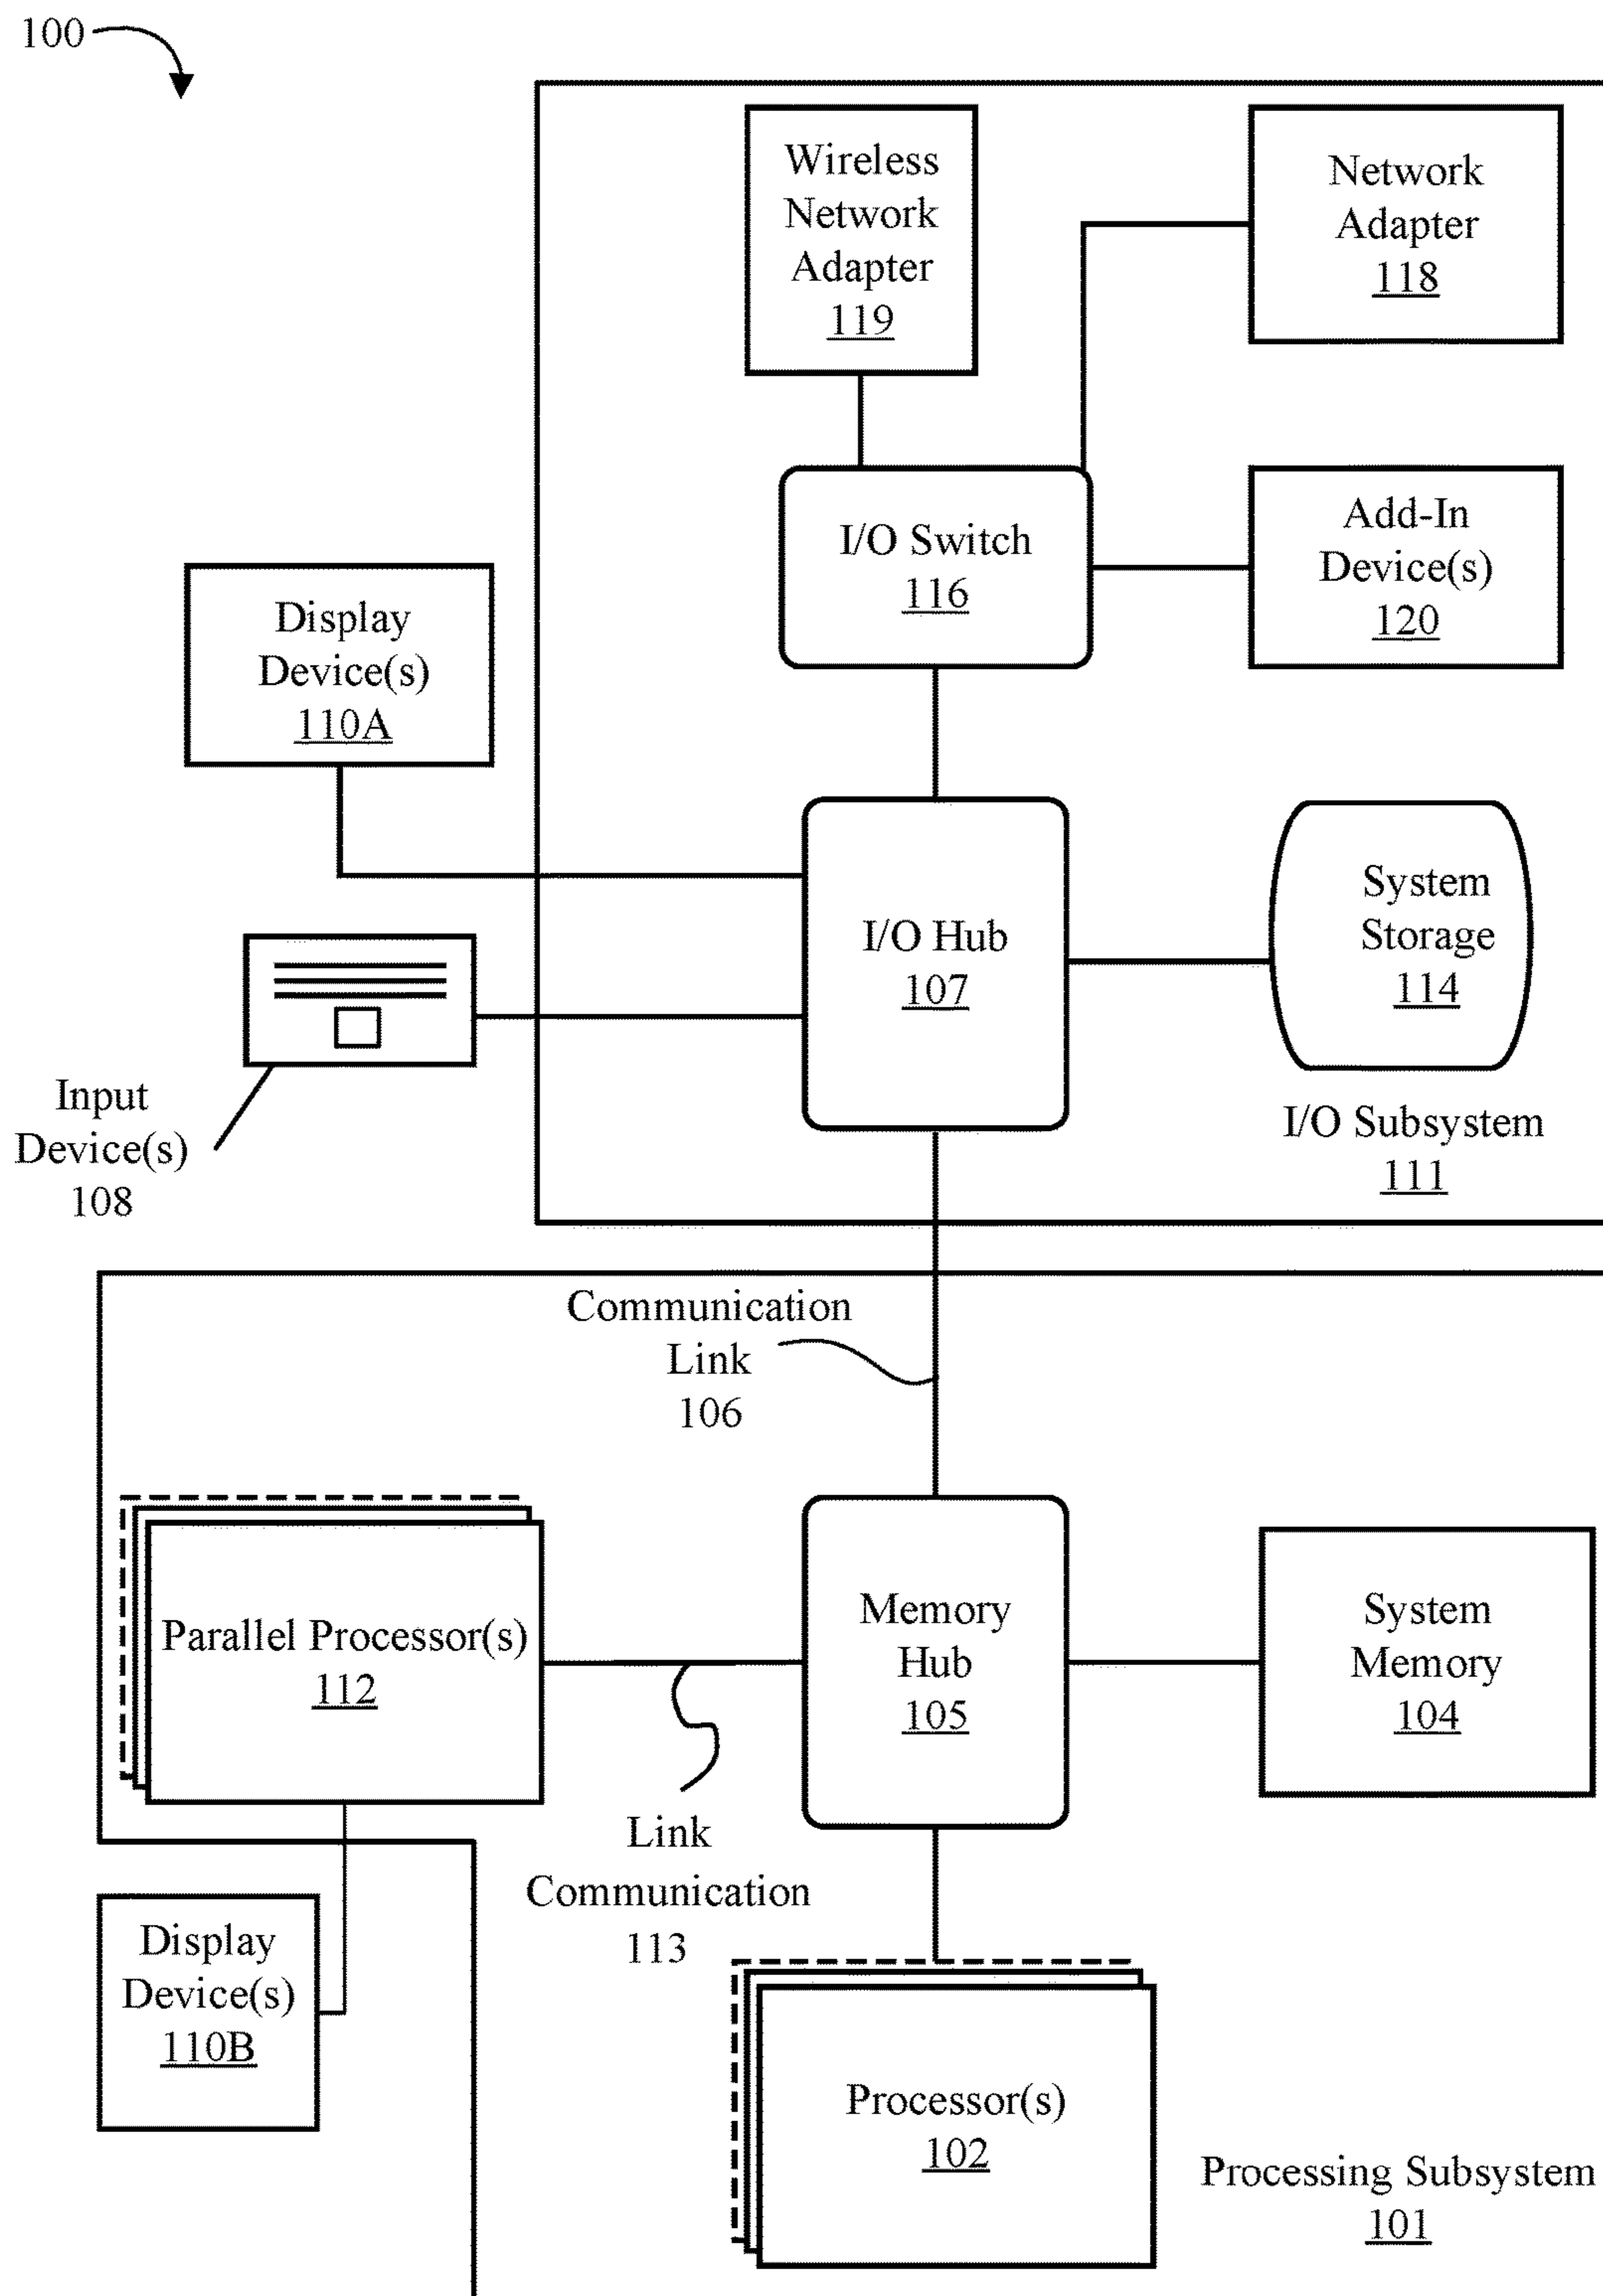 100
Wireless
Network
Adapter
119
Network
Adapter
118
I/O Switch
116
Add-In
Device(s)
120
Display
Device(s)
110A
I/O Hub
107
System
Storage
114
Input
Device(s)
108
I/O Subsystem
111
Communication
Link
106
Parallel Processor(s)
112
Memory
Hub
105
System
Memory
104
Link
Communication
113
Display
Device(s)
110B
Processor(s)
102
Processing Subsystem
101